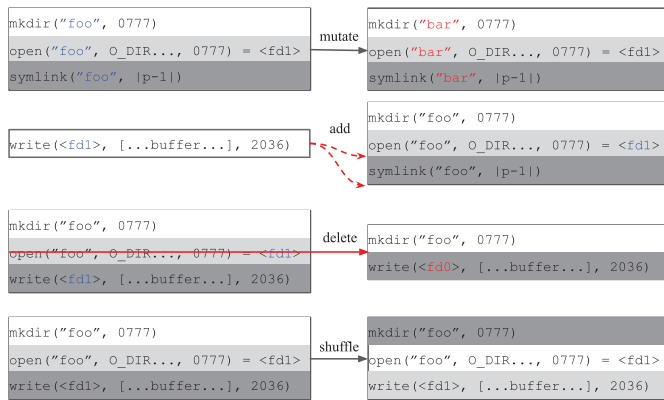 mkdir("foo", 0777)
open("foo", O_DIR..., 0777) = <fd1>
symlink("foo", |p-1|)
mutate
mkdir("bar", 0777)
open("bar", O_DIR..., 0777) = <fd1>
symlink("bar", |p-1|)
write(<fd1>, [...buffer...], 2036)
add
mkdir("foo", 0777)
open("foo", O_DIR..., 0777) = <fd1>
symlink("foo", |p-1|)
mkdir("foo", 0777)
open("foo", O_DIR..., 0777) = <fd1>
write(<fd1>, [...buffer...], 2036)
delete
mkdir("foo", 0777)
write(<fd0>, [...buffer...], 2036)
mkdir("foo", 0777)
open("foo", O_DIR..., 0777) = <fd1>
write(<fd1>, [...buffer...], 2036)
shuffle
mkdir("foo", 0777)
open("foo", O_DIR..., 0777) = <fd1>
write(<fd1>, [...buffer...], 2036)